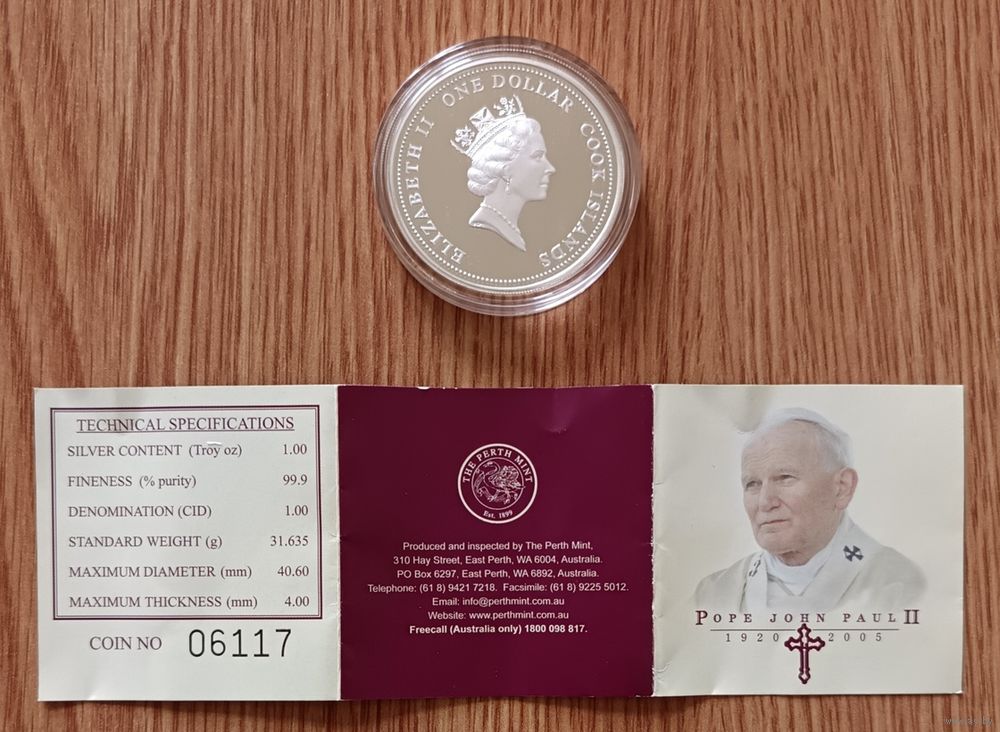 ELIZABETH II ONE DOLLAR COOK ISLANDS
TECHNICAL SPECIFICATIONS
SILVER CONTENT (Troy oz) 1.00
FINENESS (% purity) 99.9
DENOMINATION (CID) 1.00
STANDARD WEIGHT (g) 31.635
MAXIMUM DIAMETER (mm) 40.60
MAXIMUM THICKNESS (mm) 4.00
COIN NO 06117
THE PERTH MINT
Est. 1899
Produced and inspected by The Perth Mint,
310 Hay Street, East Perth, WA 6004, Australia.
PO Box 6297, East Perth, WA 6892, Australia.
Telephone: (61 8) 9421 7218. Facsimile: (61 8) 9225 5012.
Email: info@perthmint.com.au
Website: www.perthmint.com.au
Freecall (Australia only) 1800 098 817.
POPE JOHN PAUL II
1920 2005